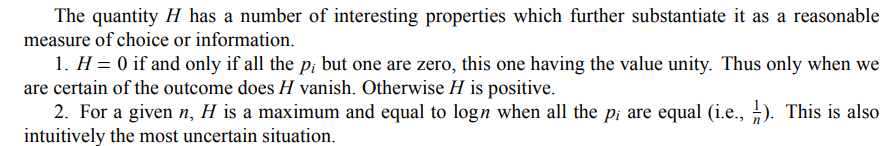 The quantity H has a number of interesting properties which further substantiate it as a reasonable
measure of choice or information.
1. H = 0 if and only if all the pᵢ but one are zero, this one having the value unity. Thus only when we
are certain of the outcome does H vanish. Otherwise H is positive.
2. For a given n, H is a maximum and equal to log n when all the pᵢ are equal (i.e., 1/n). This is also
intuitively the most uncertain situation.